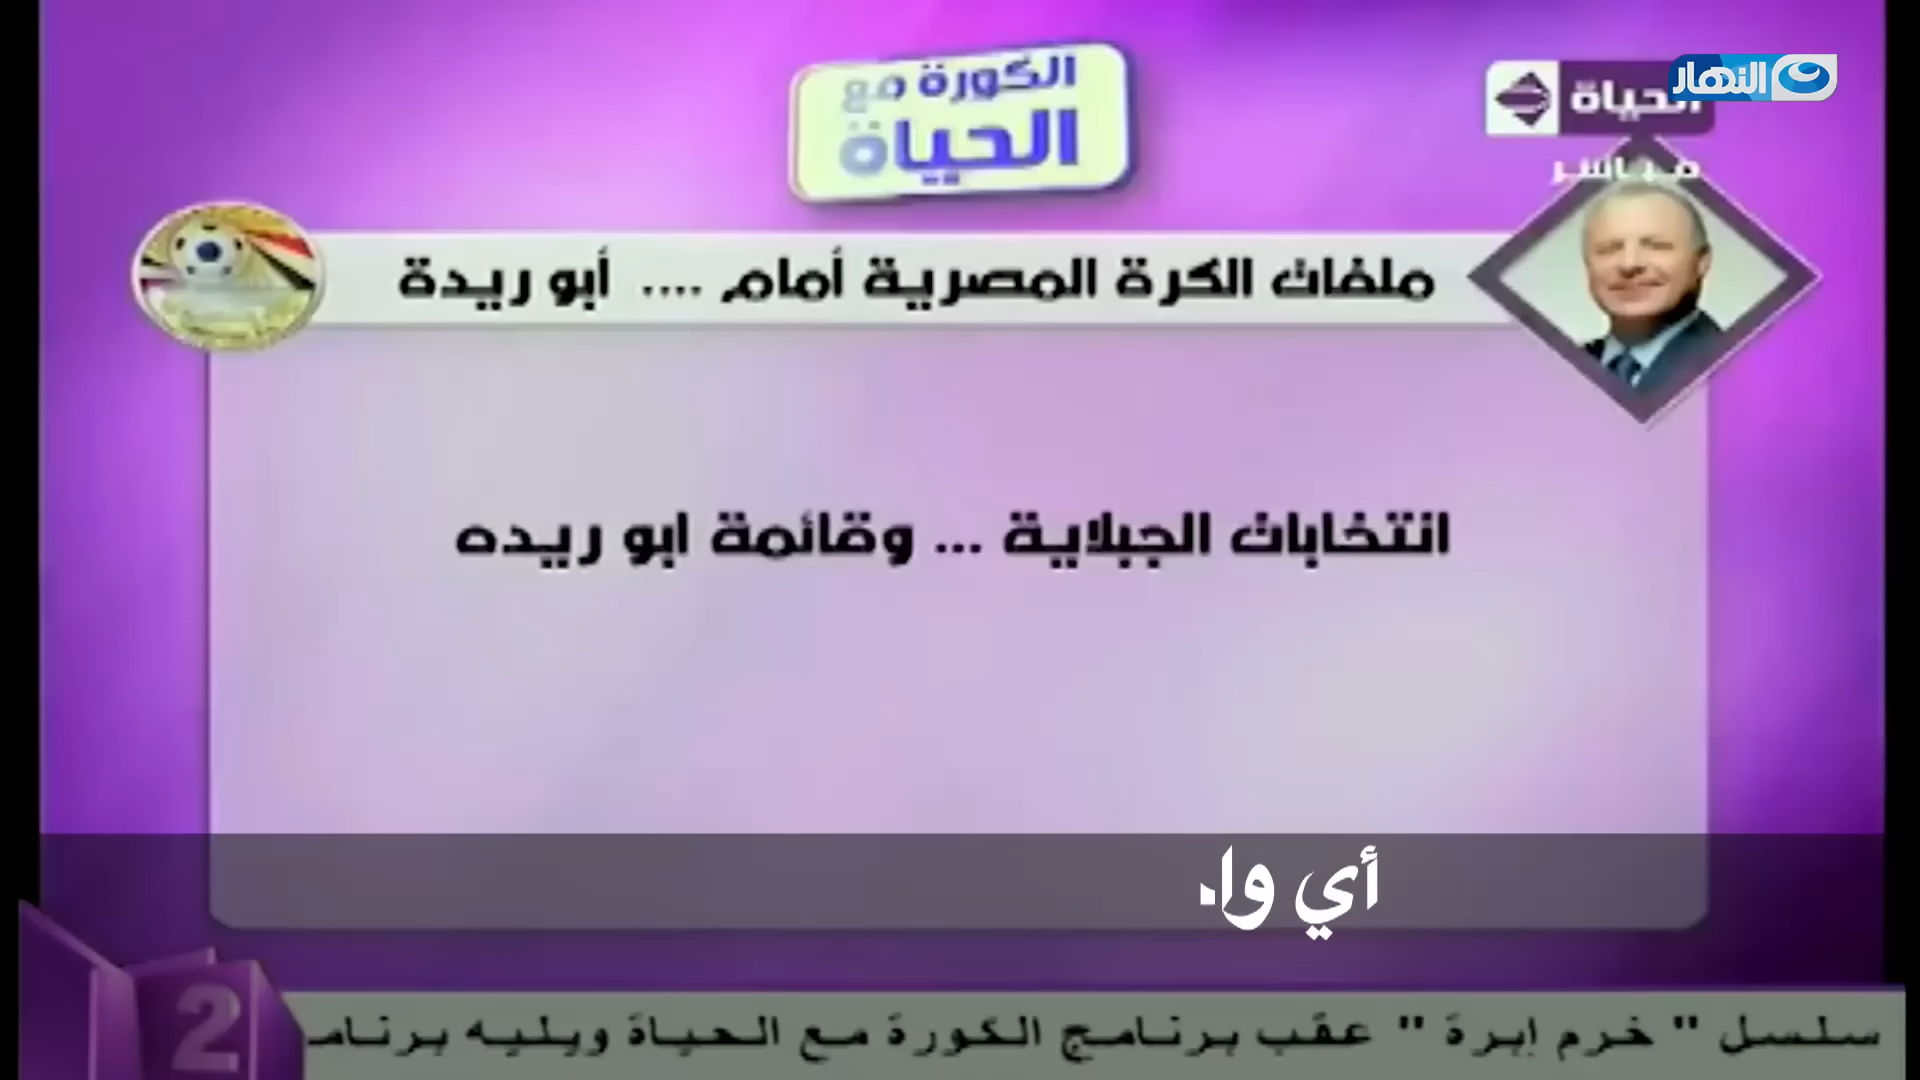 الكورة مع
الحياة
النهار
الحياة
مباشر
ملفات الكرة المصرية أمام .... أبو ريدة
انتخابات الجبلاية ... وقائمة ابو ريده
أي وا
2
سلسل " خرم إبرة " عقب برنامج الكورة مع الحياة ويليه برنامـ